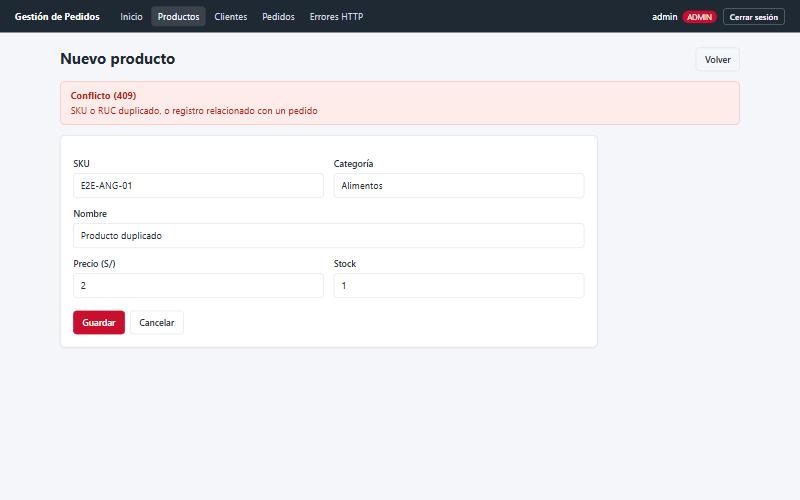 Gestión de Pedidos Inicio Productos Clientes Pedidos Errores HTTP admin ADMIN Cerrar sesión
Nuevo producto Volver
Conflicto (409)
SKU o RUC duplicado, o registro relacionado con un pedido
SKU Categoría
E2E-ANG-01 Alimentos
Nombre
Producto duplicado
Precio (S/) Stock
2 1
Guardar Cancelar